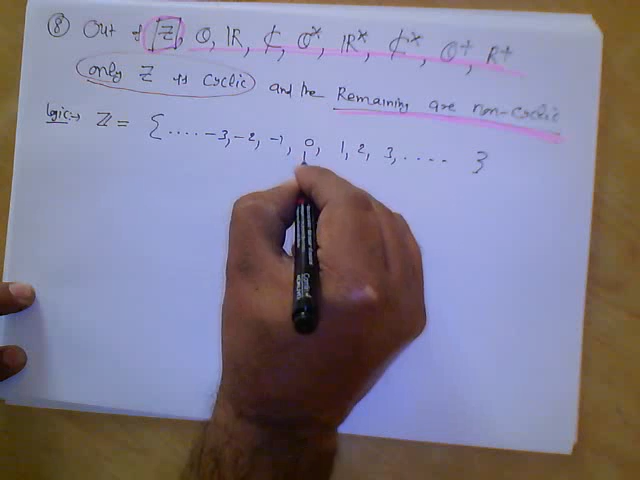 ⑧ Out of ℤ, Q, ℝ, ₵, Q*, ℝ*, ₵*, Q+, R+
only ℤ is cyclic and the Remaining are non-cyclic
logic:→ ℤ = {.... -3, -2, -1, 0, 1, 2, 3, .... }